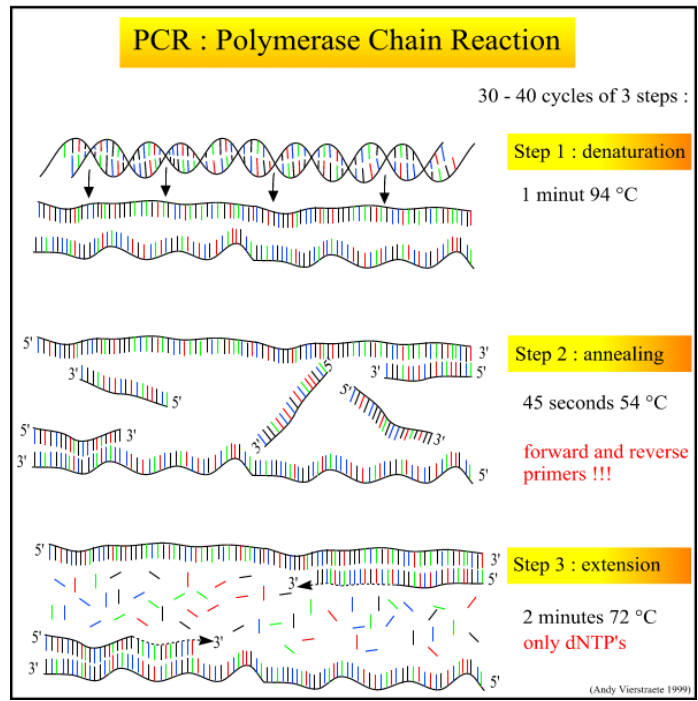 PCR : Polymerase Chain Reaction
30 - 40 cycles of 3 steps :
Step 1 : denaturation
1 minut 94 °C
5'
3'
Step 2 : annealing
3'
5'
3'
5'
5'
45 seconds 54 °C
5'
3'
3'
3'
forward and reverse
primers !!!
3'
5'
5'
3'
Step 3 : extension
3'
5'
2 minutes 72 °C
only dNTP's
5'
3'
3'
5'
(Andy Vierstraete 1999)